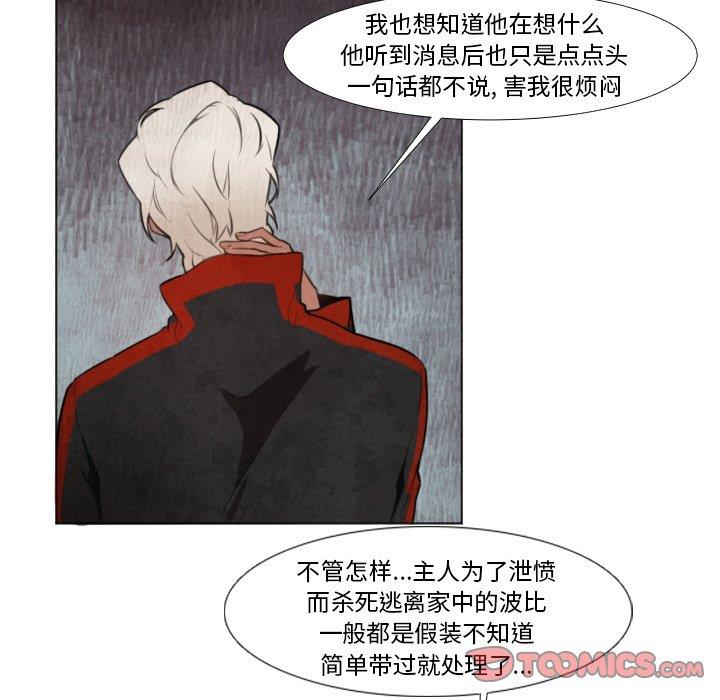 我也想知道他在想什么
他听到消息后也只是点点头
一句话都不说, 害我很烦闷
不管怎样...主人为了泄愤
而杀死逃离家中的波比
一般都是假装不知道
简单带过就处理了...
TOOMICS.COM